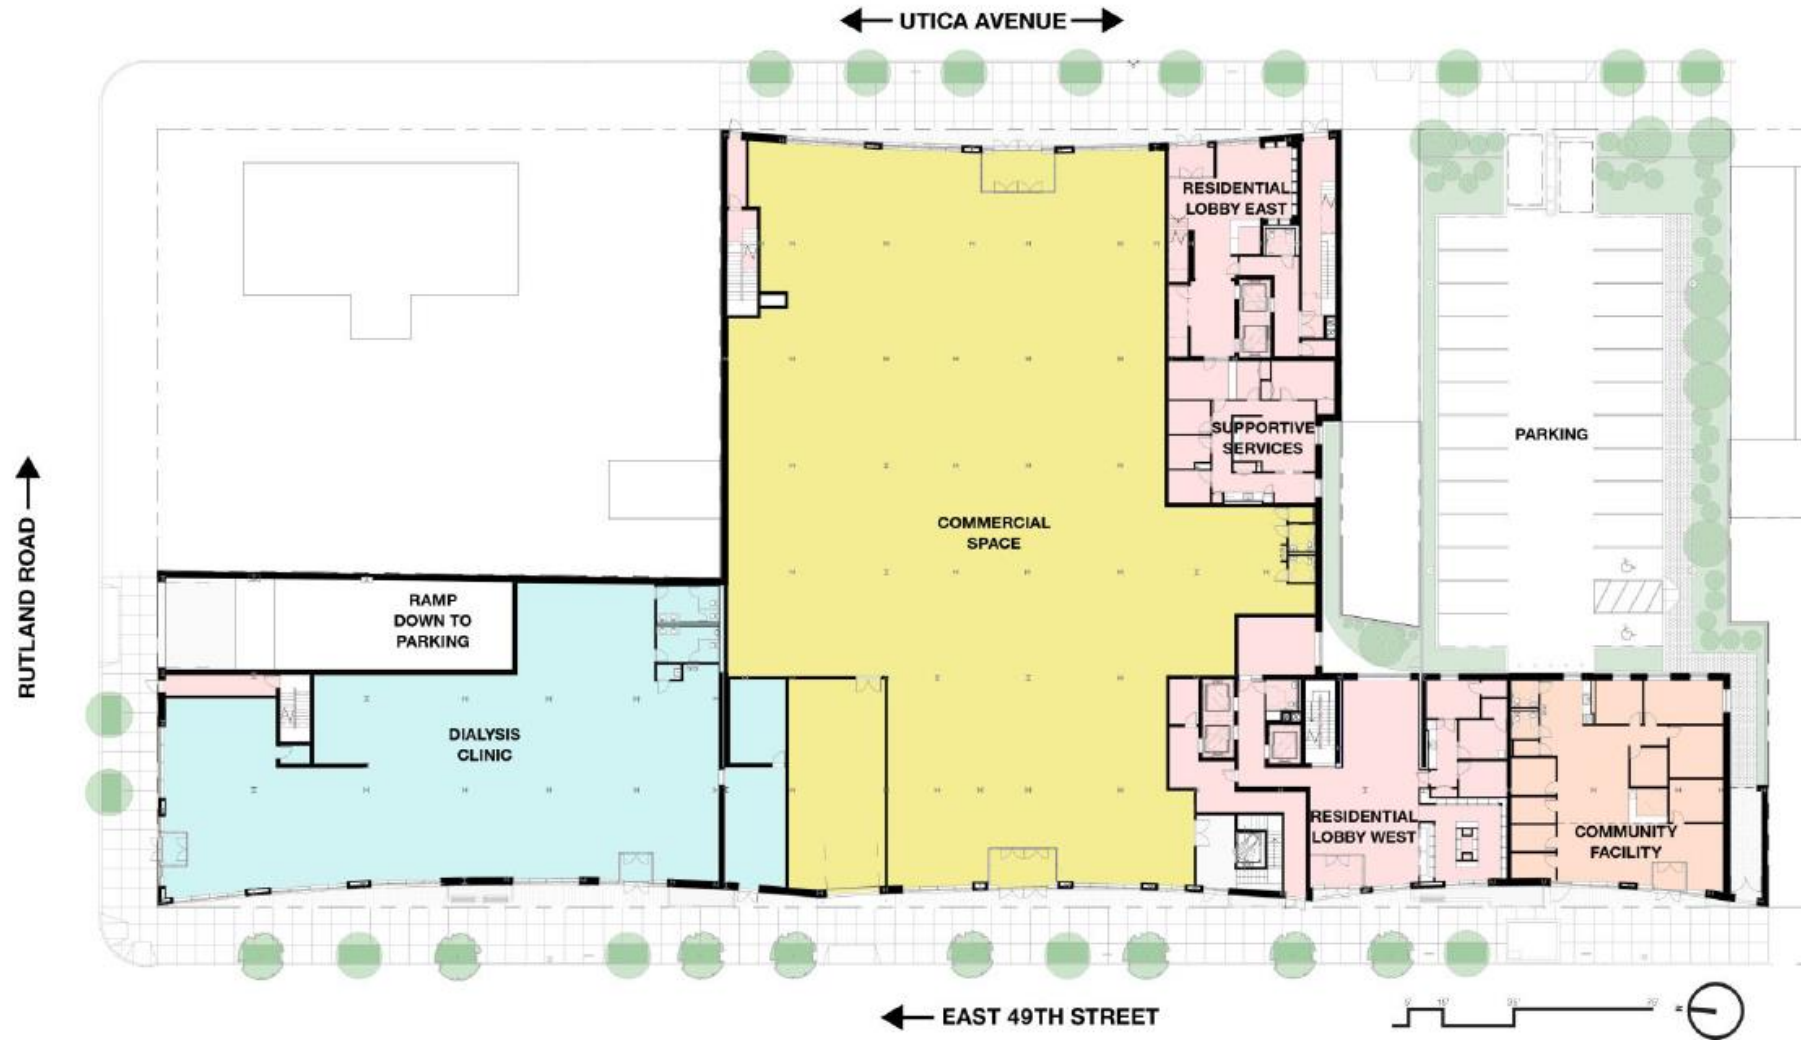 UTICA AVENUE
RESIDENTIAL
LOBBY EAST
SUPPORTIVE
SERVICES
PARKING
COMMERCIAL
SPACE
RUTLAND ROAD
RAMP
DOWN TO
PARKING
DIALYSIS
CLINIC
RESIDENTIAL
LOBBY WEST
COMMUNITY
FACILITY
EAST 49TH STREET